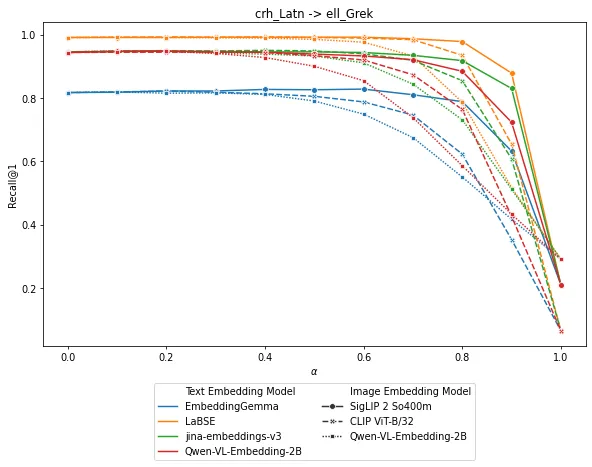 crh_Latn -> ell_Grek
Recall@1
1.0
0.8
0.6
0.4
0.2
0.0 0.2 0.4 0.6 0.8 1.0
α
Text Embedding Model Image Embedding Model
EmbeddingGemma SigLIP 2 So400m
LaBSE CLIP ViT-B/32
jina-embeddings-v3 Qwen-VL-Embedding-2B
Qwen-VL-Embedding-2B